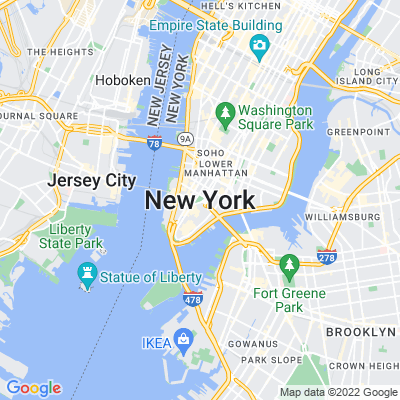 HELL'S KITCHEN
Empire State Building
THE HEIGHTS
NEW JERSEY
NEW YORK
Hoboken
LONG
ISLAND CITY
Washington
Square Park
OURNAL SQUARE
GREENPOINT
78
9A
SOHO
LOWER
MANHATTAN
Jersey City
New York
WILLIAMSBURG
Liberty
State Park
278
Statue of Liberty
478
Fort Greene
Park
IKEA
BROOKLYN
GOWANUS
PARK SLOPE
CROWN HEIGH
Google
Map data ©2022 Google